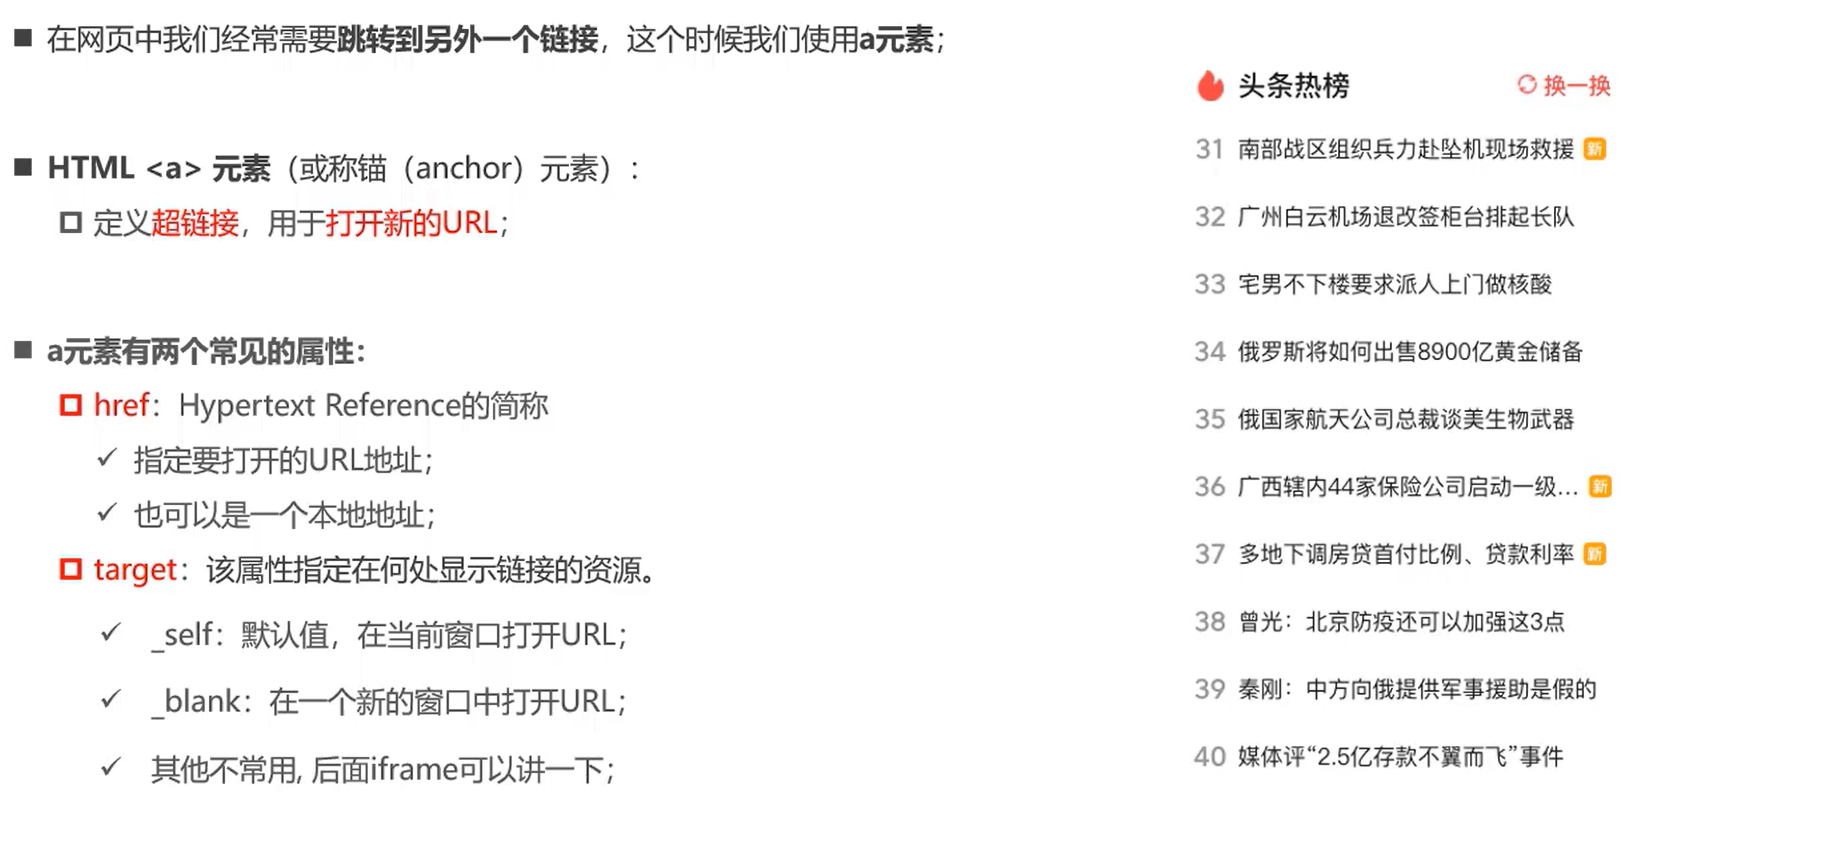 在网页中我们经常需要跳转到另外一个链接，这个时候我们使用a元素；
HTML <a> 元素（或称锚（anchor）元素）：
定义超链接，用于打开新的URL；
a元素有两个常见的属性：
href：Hypertext Reference的简称
指定要打开的URL地址；
也可以是一个本地地址；
target：该属性指定在何处显示链接的资源。
_self：默认值，在当前窗口打开URL；
_blank：在一个新的窗口中打开URL；
其他不常用, 后面iframe可以讲一下；
头条热榜 换一换
31 南部战区组织兵力赴坠机现场救援 新
32 广州白云机场退改签柜台排起长队
33 宅男不下楼要求派人上门做核酸
34 俄罗斯将如何出售8900亿黄金储备
35 俄国家航天公司总裁谈美生物武器
36 广西辖内44家保险公司启动一级... 新
37 多地下调房贷首付比例、贷款利率 新
38 曾光：北京防疫还可以加强这3点
39 秦刚：中方向俄提供军事援助是假的
40 媒体评“2.5亿存款不翼而飞”事件